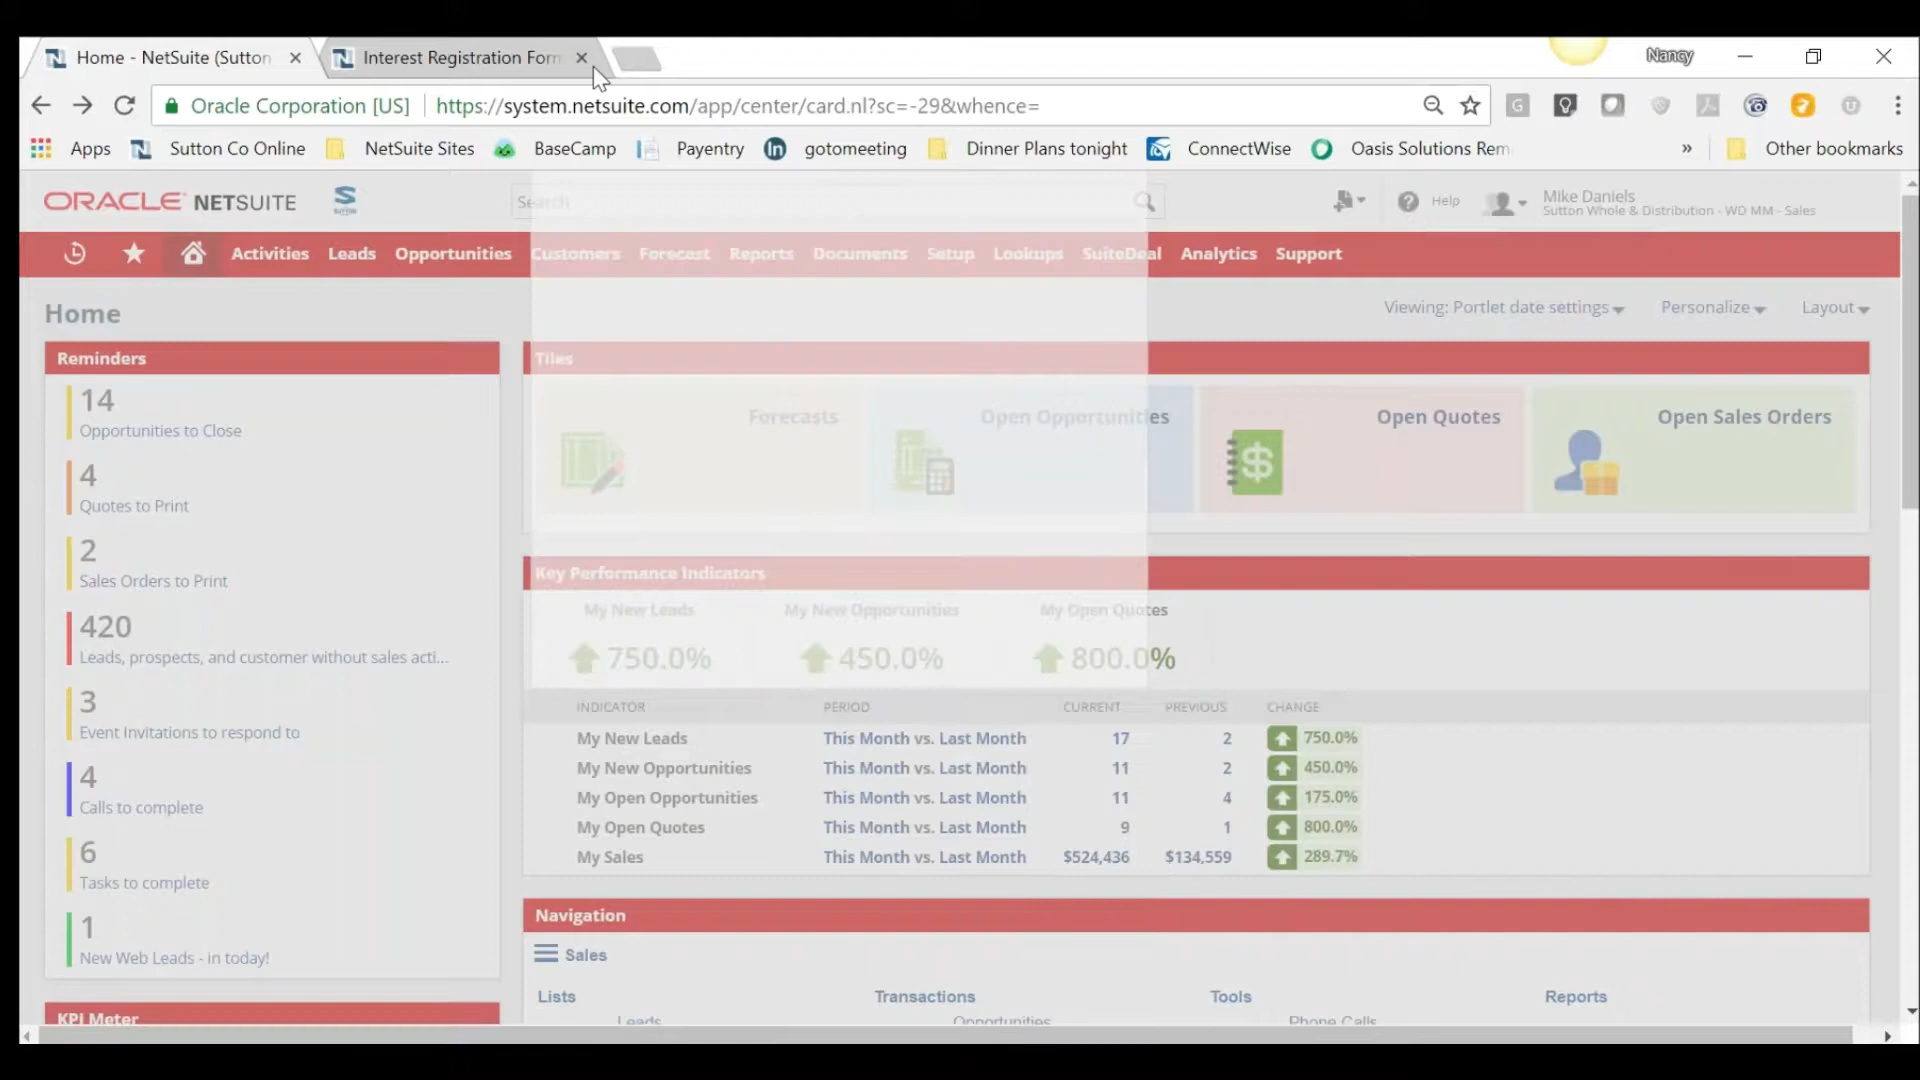 Home - NetSuite (Sutton
Interest Registration Form
Nancy
Oracle Corporation [US]
https://system.netsuite.com/app/center/card.nl?sc=-29&whence=
Apps
Sutton Co Online
NetSuite Sites
BaseCamp
Payentry
gotomeeting
Dinner Plans tonight
ConnectWise
Oasis Solutions Rem
»
Other bookmarks
ORACLE NETSUITE
SUTTON
Search
Help
Mike Daniels
Sutton Whole & Distribution - WD MM - Sales
Activities
Leads
Opportunities
Customers
Forecast
Reports
Documents
Setup
Lookups
SuiteDeal
Analytics
Support
Home
Viewing: Portlet date settings
Personalize
Layout
Reminders
14
Opportunities to Close
4
Quotes to Print
2
Sales Orders to Print
420
Leads, prospects, and customer without sales acti...
3
Event Invitations to respond to
4
Calls to complete
6
Tasks to complete
1
New Web Leads - in today!
KPI Meter
Tiles
Forecasts
Open Opportunities
Open Quotes
Open Sales Orders
Key Performance Indicators
My New Leads
My New Opportunities
My Open Quotes
750.0%
450.0%
800.0%
INDICATOR PERIOD CURRENT PREVIOUS CHANGE
My New Leads This Month vs. Last Month 17 2 750.0%
My New Opportunities This Month vs. Last Month 11 2 450.0%
My Open Opportunities This Month vs. Last Month 11 4 175.0%
My Open Quotes This Month vs. Last Month 9 1 800.0%
My Sales This Month vs. Last Month $524,436 $134,559 289.7%
Navigation
Sales
Lists
Transactions
Tools
Reports
Leads
Opportunities
Phone Calls